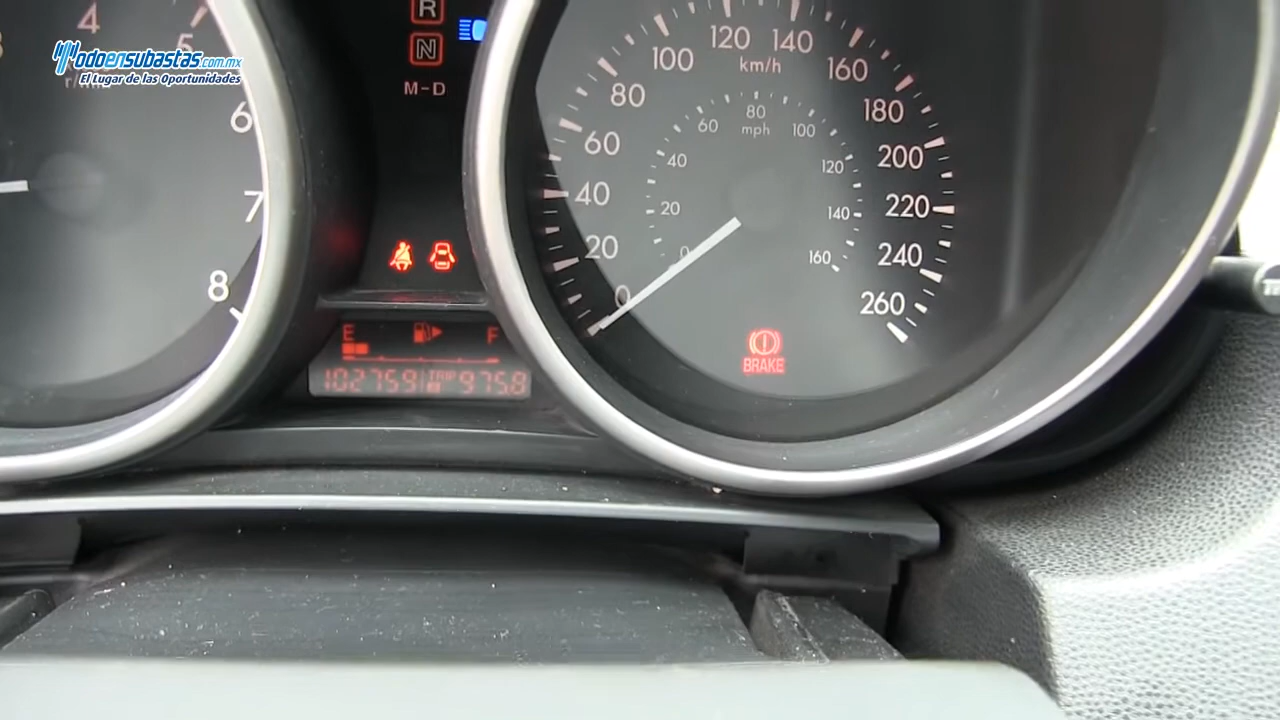 Todoensubastas.com.mx
El Lugar de las Oportunidades
4
5
6
7
8
R
N
M-D
E
F
102759 TRIP 975.8
0
20
40
60
80
100
120
140
160
180
200
220
240
260
km/h
0
20
40
60
80
100
120
140
160
mph
BRAKE